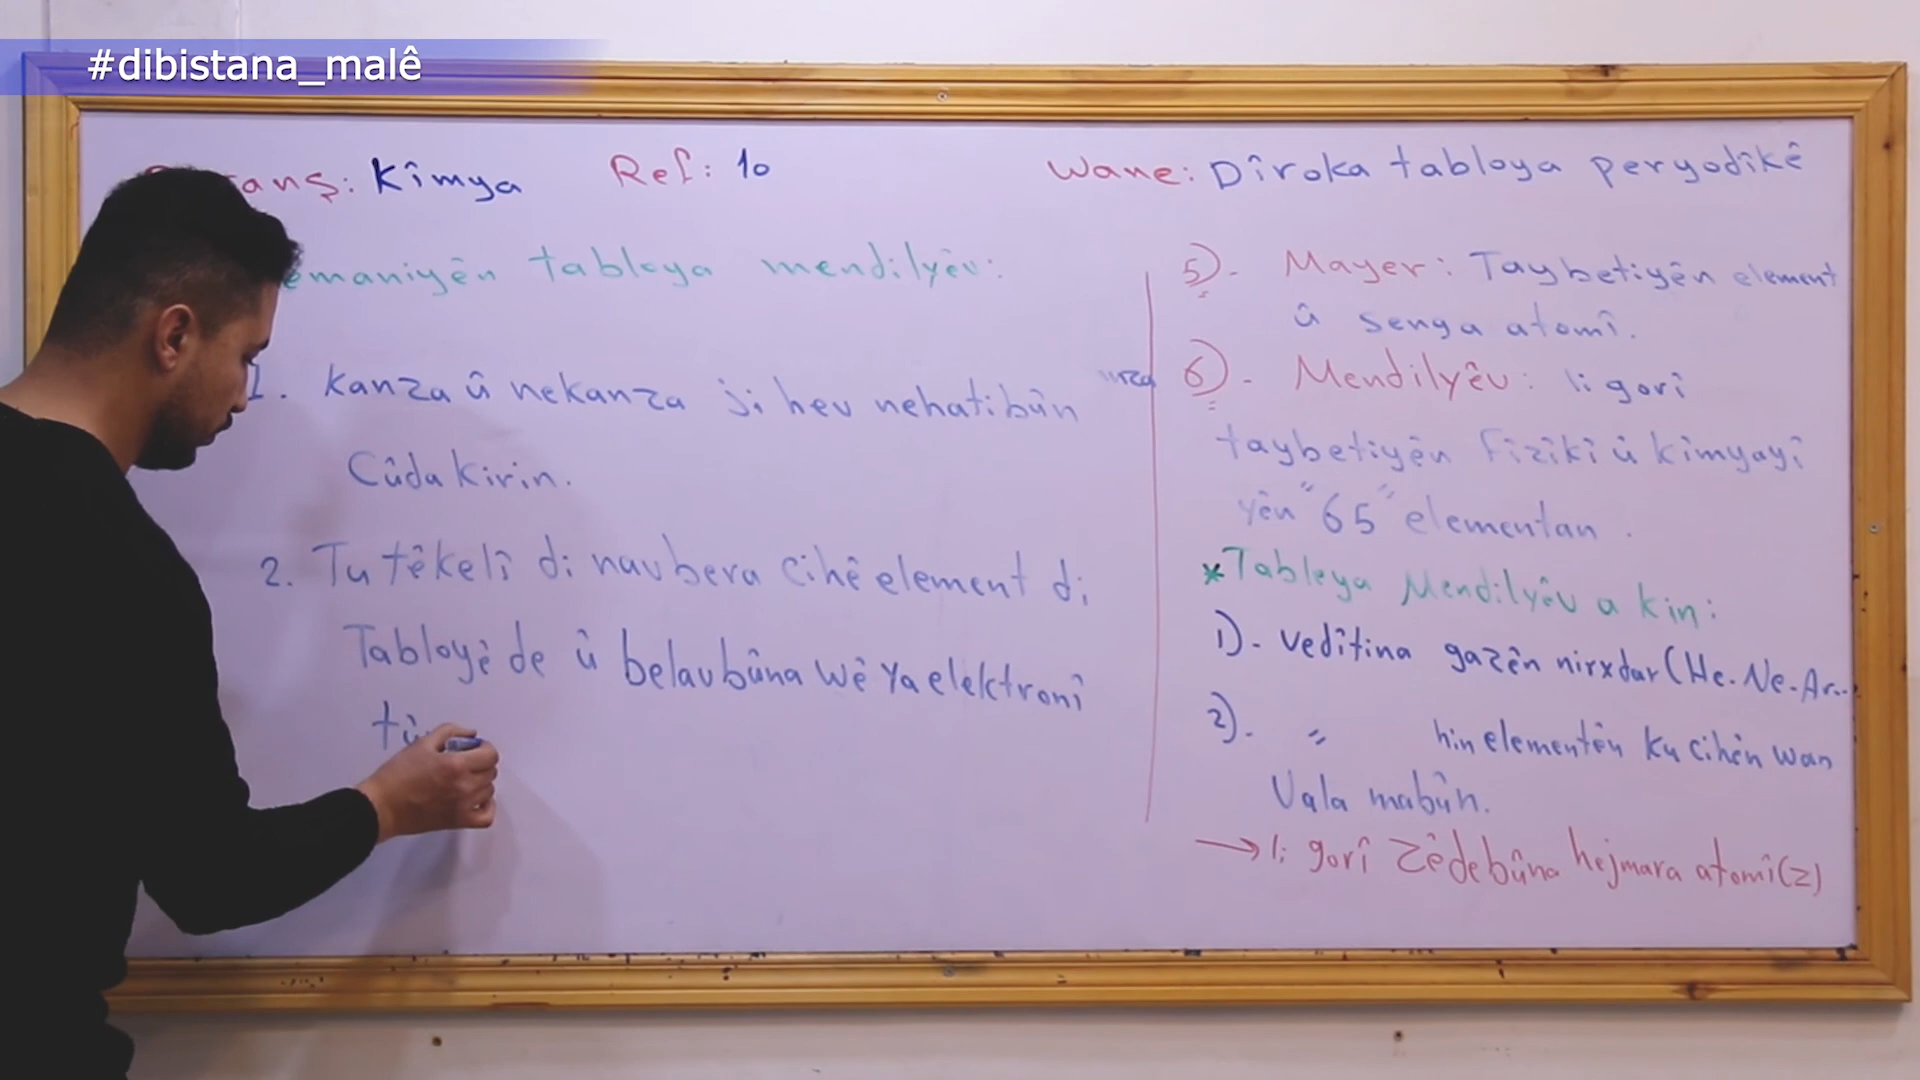 #dibistana_malê
anş: Kîmya Ref: 10 Wane: Dîroka tabloya peryodîkê
emaniyên tabloya mendilyêv:
1. Kanza û nekanza ji hev nehatibûn
Cûda kirin.
2. Tu têkelî di navbera cihê element di
Tabloyê de û belavbûna wê ya elektronî
5). Mayer: Taybetiyên element
û senga atomî.
6). Mendilyêv: li gorî
taybetiyên fîzîkî û kîmyayî
yên "65" elementan.
*Tabloya Mendilyêv a kin:
1). Vedîtina gazên nirxdar (He. Ne. Ar..
2). " hin elementên ku cihên wan
Vala mabûn.
→ li gorî zêdebûna hejmara atomî(z)